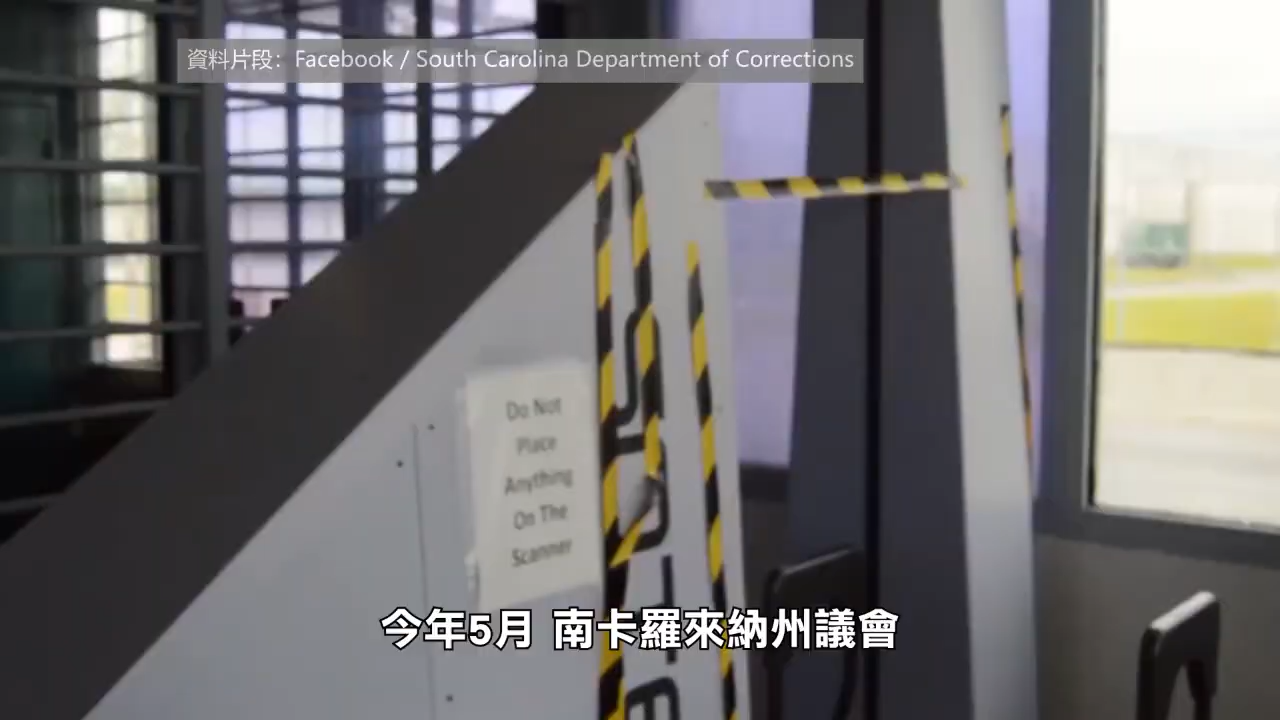 資料片段：Facebook / South Carolina Department of Corrections
Do Not
Place
Anything
On The
Scanner
今年5月 南卡羅來納州議會